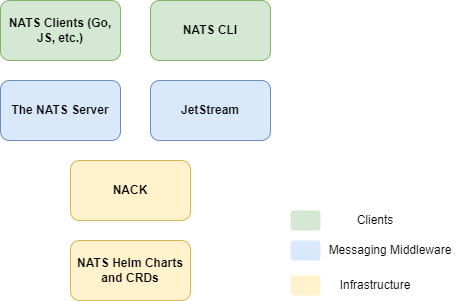 NATS Clients (Go,
JS, etc.)
NATS CLI
The NATS Server
JetStream
NACK
NATS Helm Charts
and CRDs
Clients
Messaging Middleware
Infrastructure